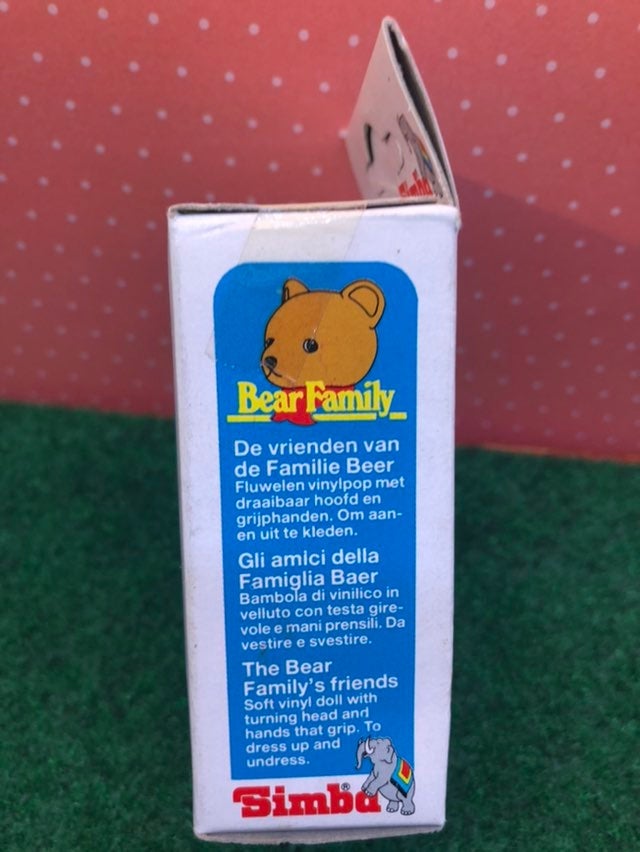 Simba
Bear Family
De vrienden van
de Familie Beer
Fluwelen vinylpop met
draaibaar hoofd en
grijphanden. Om aan-
en uit te kleden.
Gli amici della
Famiglia Baer
Bambola di vinilico in
velluto con testa gire-
vole e mani prensili. Da
vestire e svestire.
The Bear
Family's friends
Soft vinyl doll with
turning head and
hands that grip. To
dress up and
undress.
Simba®